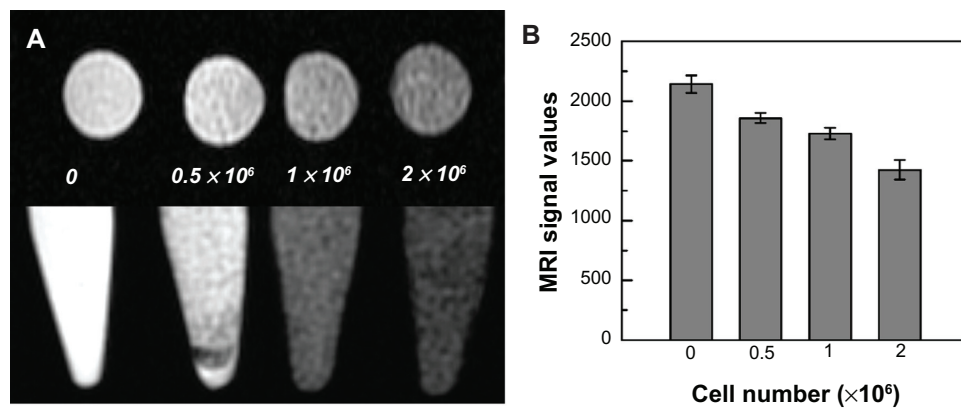 A
0
0.5 × 10⁶
1 × 10⁶
2 × 10⁶
B
MRI signal values
2500
2000
1500
1000
500
0
0
0.5
1
2
Cell number (×10⁶)